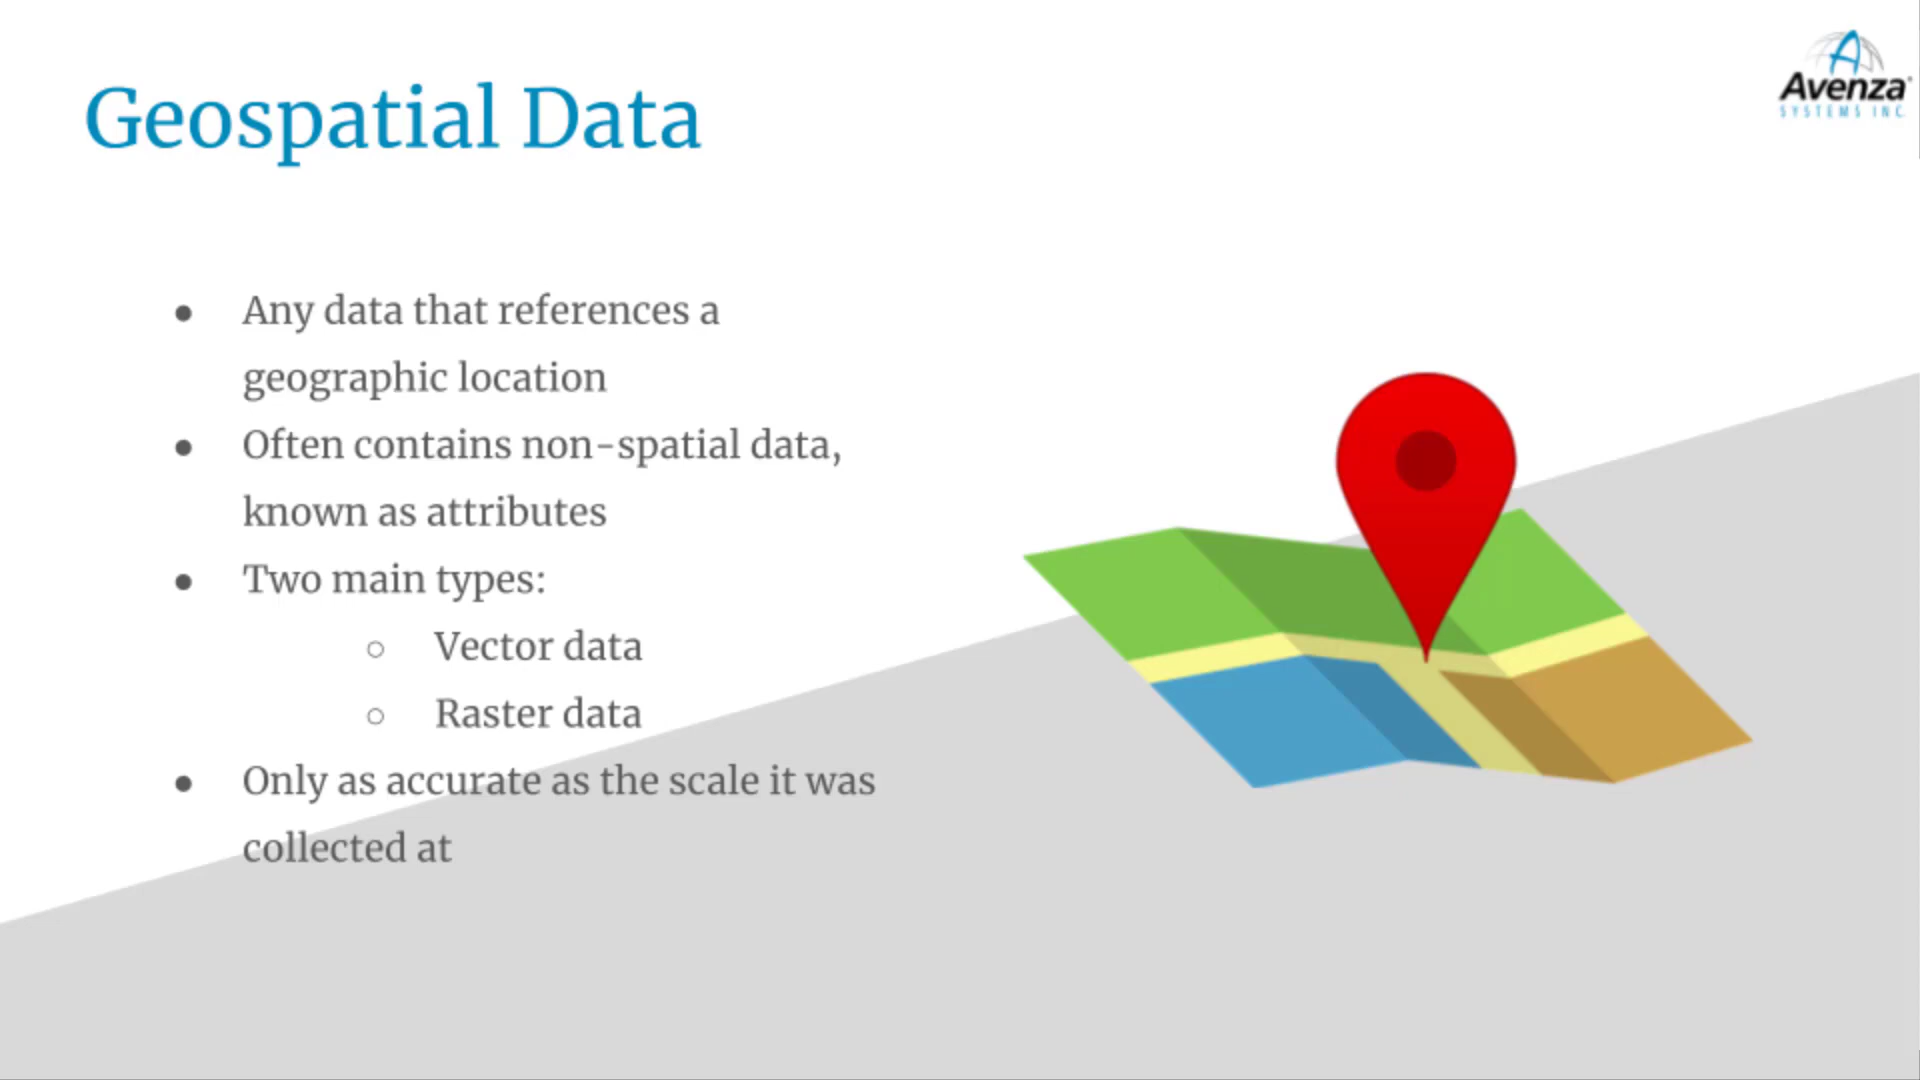 Geospatial Data
Avenza
SYSTEMS INC.
● Any data that references a
geographic location
● Often contains non-spatial data,
known as attributes
● Two main types:
○ Vector data
○ Raster data
● Only as accurate as the scale it was
collected at